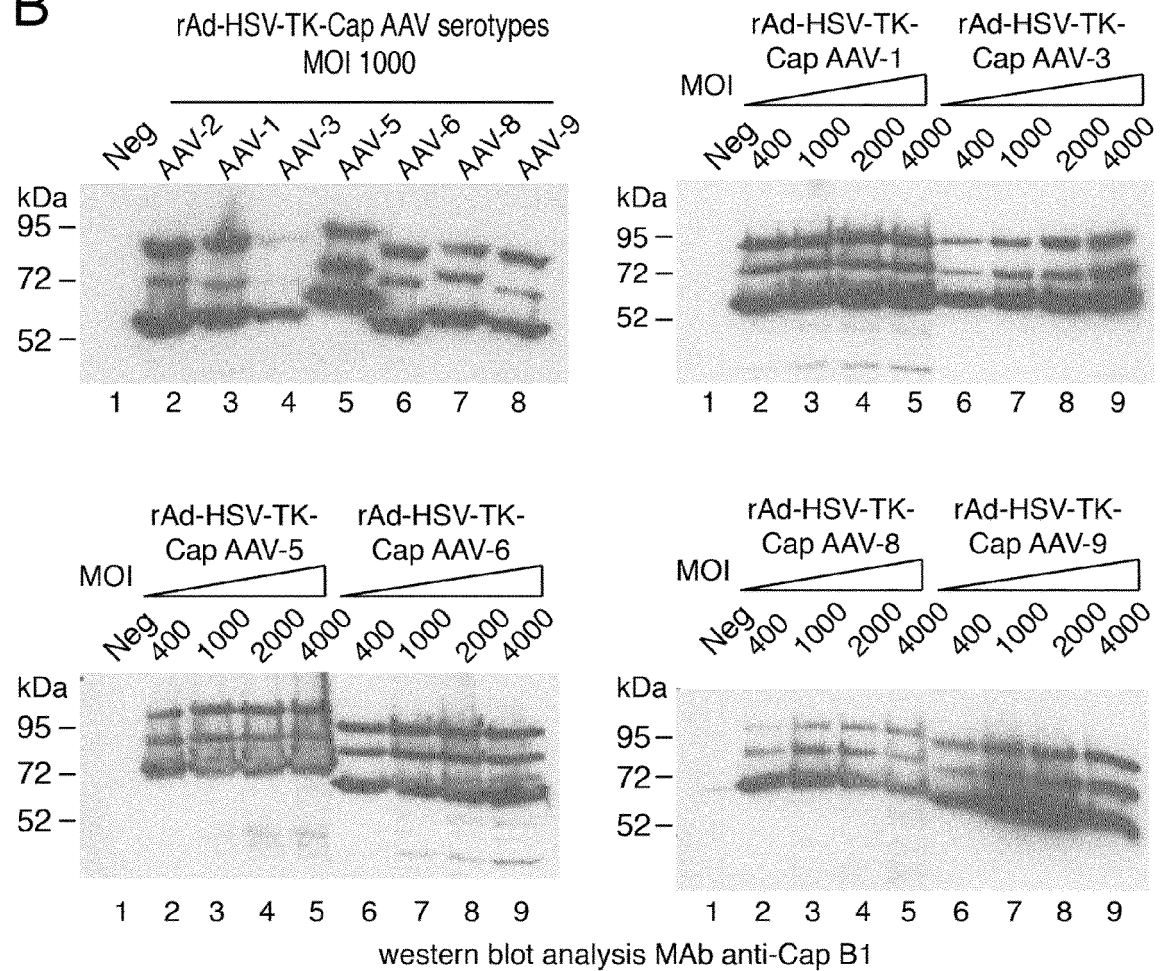 B
rAd-HSV-TK-Cap AAV serotypes
MOI 1000
Neg AAV-2 AAV-1 AAV-3 AAV-5 AAV-6 AAV-8 AAV-9
kDa
95
72
52
1 2 3 4 5 6 7 8
rAd-HSV-TK-
Cap AAV-1
rAd-HSV-TK-
Cap AAV-3
MOI
Neg 400 1000 2000 4000 400 1000 2000 4000
kDa
95
72
52
1 2 3 4 5 6 7 8 9
rAd-HSV-TK-
Cap AAV-5
rAd-HSV-TK-
Cap AAV-6
MOI
Neg 400 1000 2000 4000 400 1000 2000 4000
kDa
95
72
52
1 2 3 4 5 6 7 8 9
rAd-HSV-TK-
Cap AAV-8
rAd-HSV-TK-
Cap AAV-9
MOI
Neg 400 1000 2000 4000 400 1000 2000 4000
kDa
95
72
52
1 2 3 4 5 6 7 8 9
western blot analysis MAb anti-Cap B1